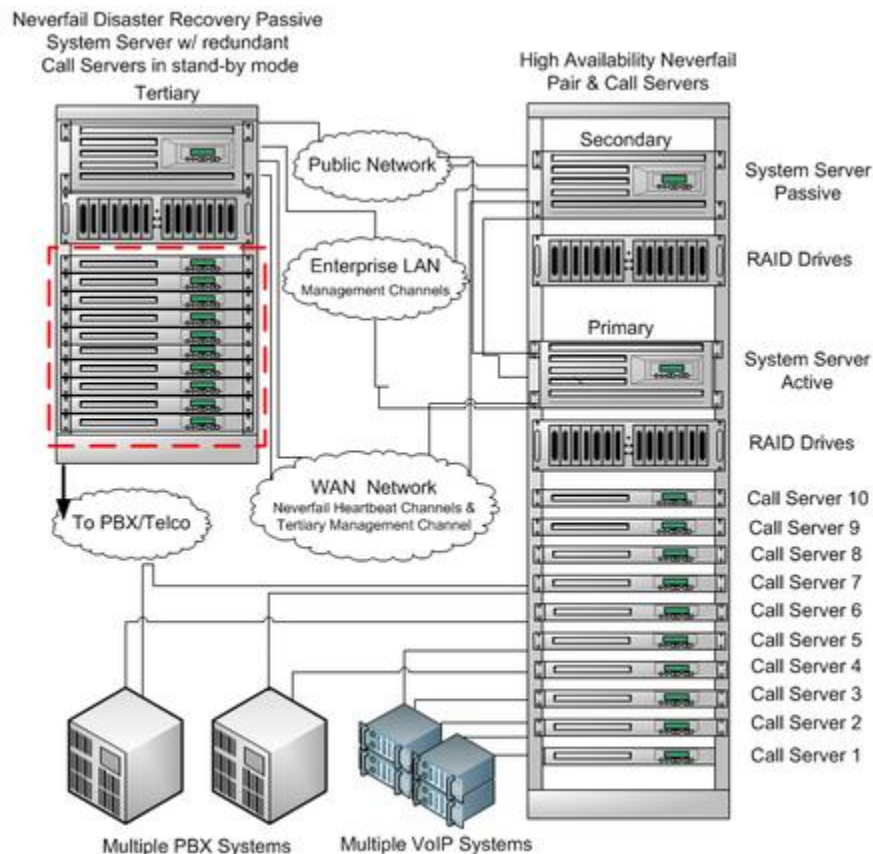 Neverfail Disaster Recovery Passive
System Server w/ redundant
Call Servers in stand-by mode
Tertiary
High Availability Neverfail
Pair & Call Servers
Secondary
System Server
Passive
Public Network
RAID Drives
Enterprise LAN
Management Channels
Primary
System Server
Active
RAID Drives
WAN Network
Neverfail Heartbeat Channels &
Tertiary Management Channel
To PBX/Telco
Call Server 10
Call Server 9
Call Server 8
Call Server 7
Call Server 6
Call Server 5
Call Server 4
Call Server 3
Call Server 2
Call Server 1
Multiple PBX Systems
Multiple VoIP Systems